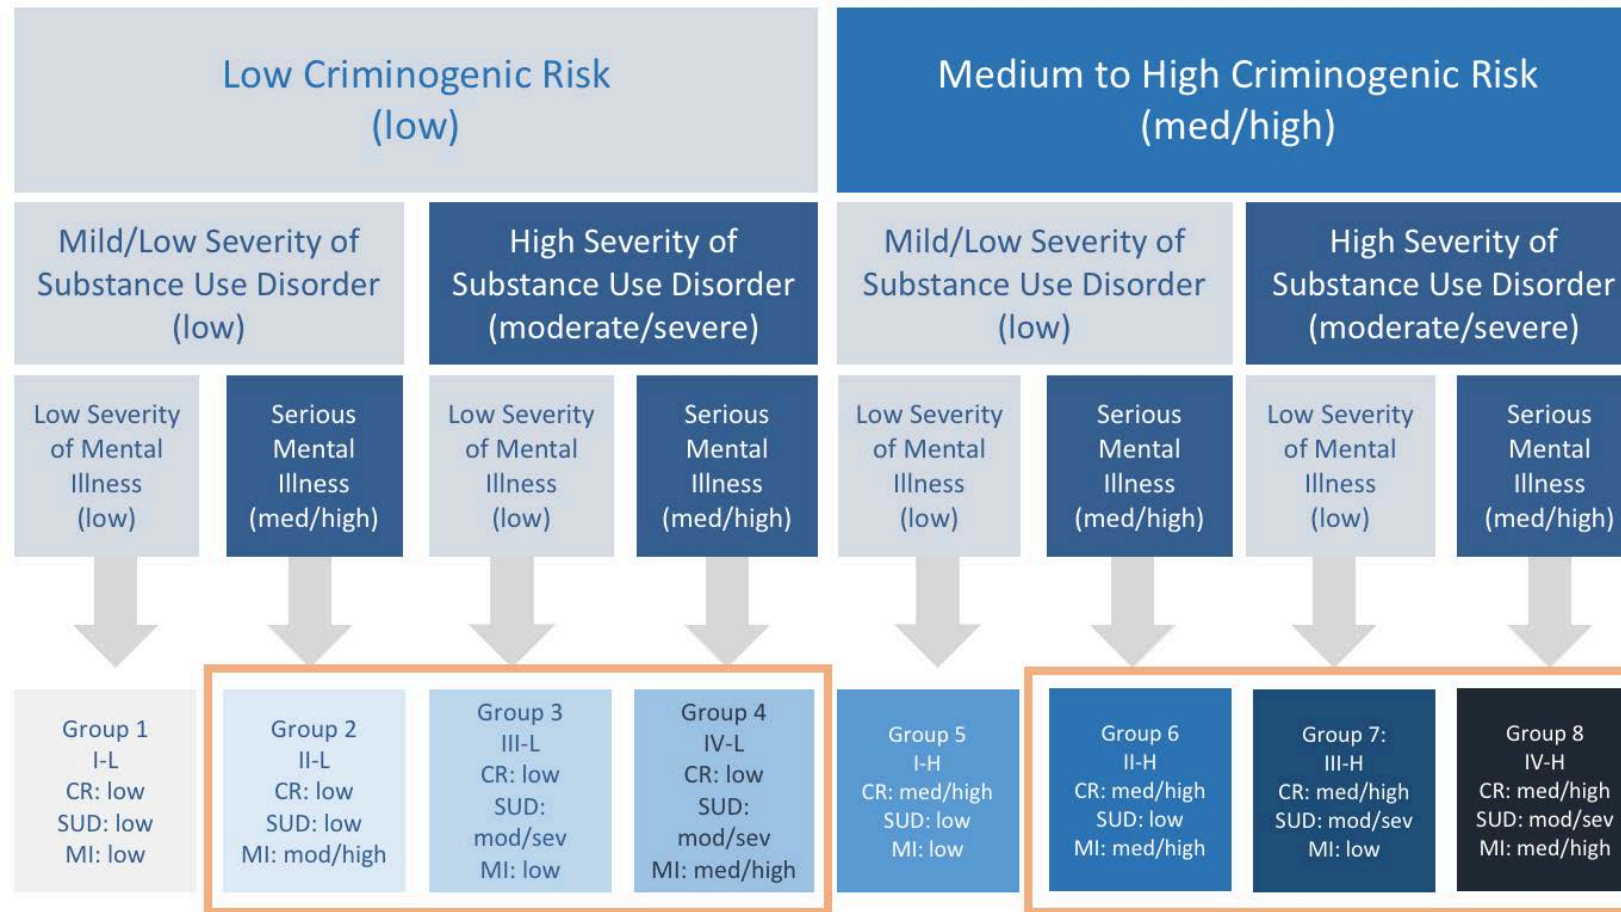 Low Criminogenic Risk
(low)
Medium to High Criminogenic Risk
(med/high)
Mild/Low Severity of
Substance Use Disorder
(low)
High Severity of
Substance Use Disorder
(moderate/severe)
Mild/Low Severity of
Substance Use Disorder
(low)
High Severity of
Substance Use Disorder
(moderate/severe)
Low Severity
of Mental
Illness
(low)
Serious
Mental
Illness
(med/high)
Low Severity
of Mental
Illness
(low)
Serious
Mental
Illness
(med/high)
Low Severity
of Mental
Illness
(low)
Serious
Mental
Illness
(med/high)
Low Severity
of Mental
Illness
(low)
Serious
Mental
Illness
(med/high)
Group 1
I-L
CR: low
SUD: low
MI: low
Group 2
II-L
CR: low
SUD: low
MI: mod/high
Group 3
III-L
CR: low
SUD:
mod/sev
MI: low
Group 4
IV-L
CR: low
SUD:
mod/sev
MI: med/high
Group 5
I-H
CR: med/high
SUD: low
MI: low
Group 6
II-H
CR: med/high
SUD: low
MI: med/high
Group 7:
III-H
CR: med/high
SUD: mod/sev
MI: low
Group 8
IV-H
CR: med/high
SUD: mod/sev
MI: med/high